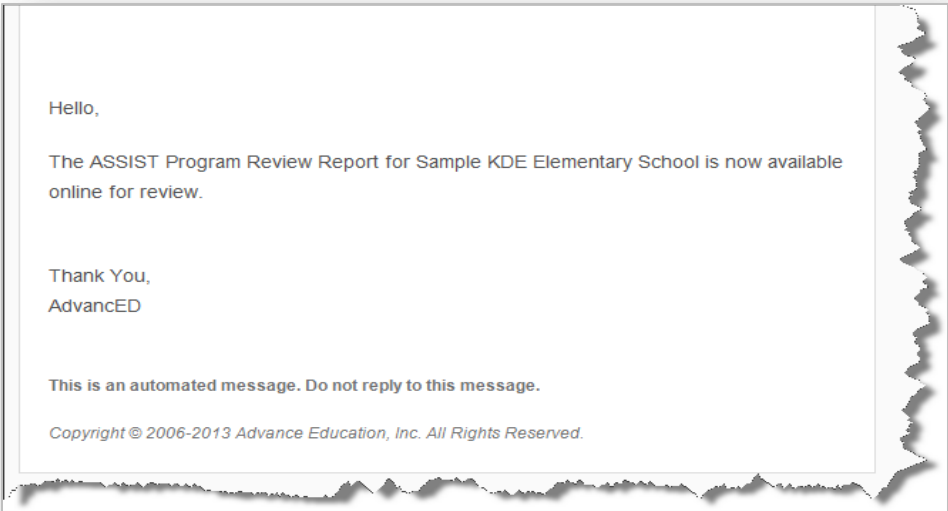 Hello,
The ASSIST Program Review Report for Sample KDE Elementary School is now available
online for review.
Thank You,
AdvancED
This is an automated message. Do not reply to this message.
Copyright © 2006-2013 Advance Education, Inc. All Rights Reserved.